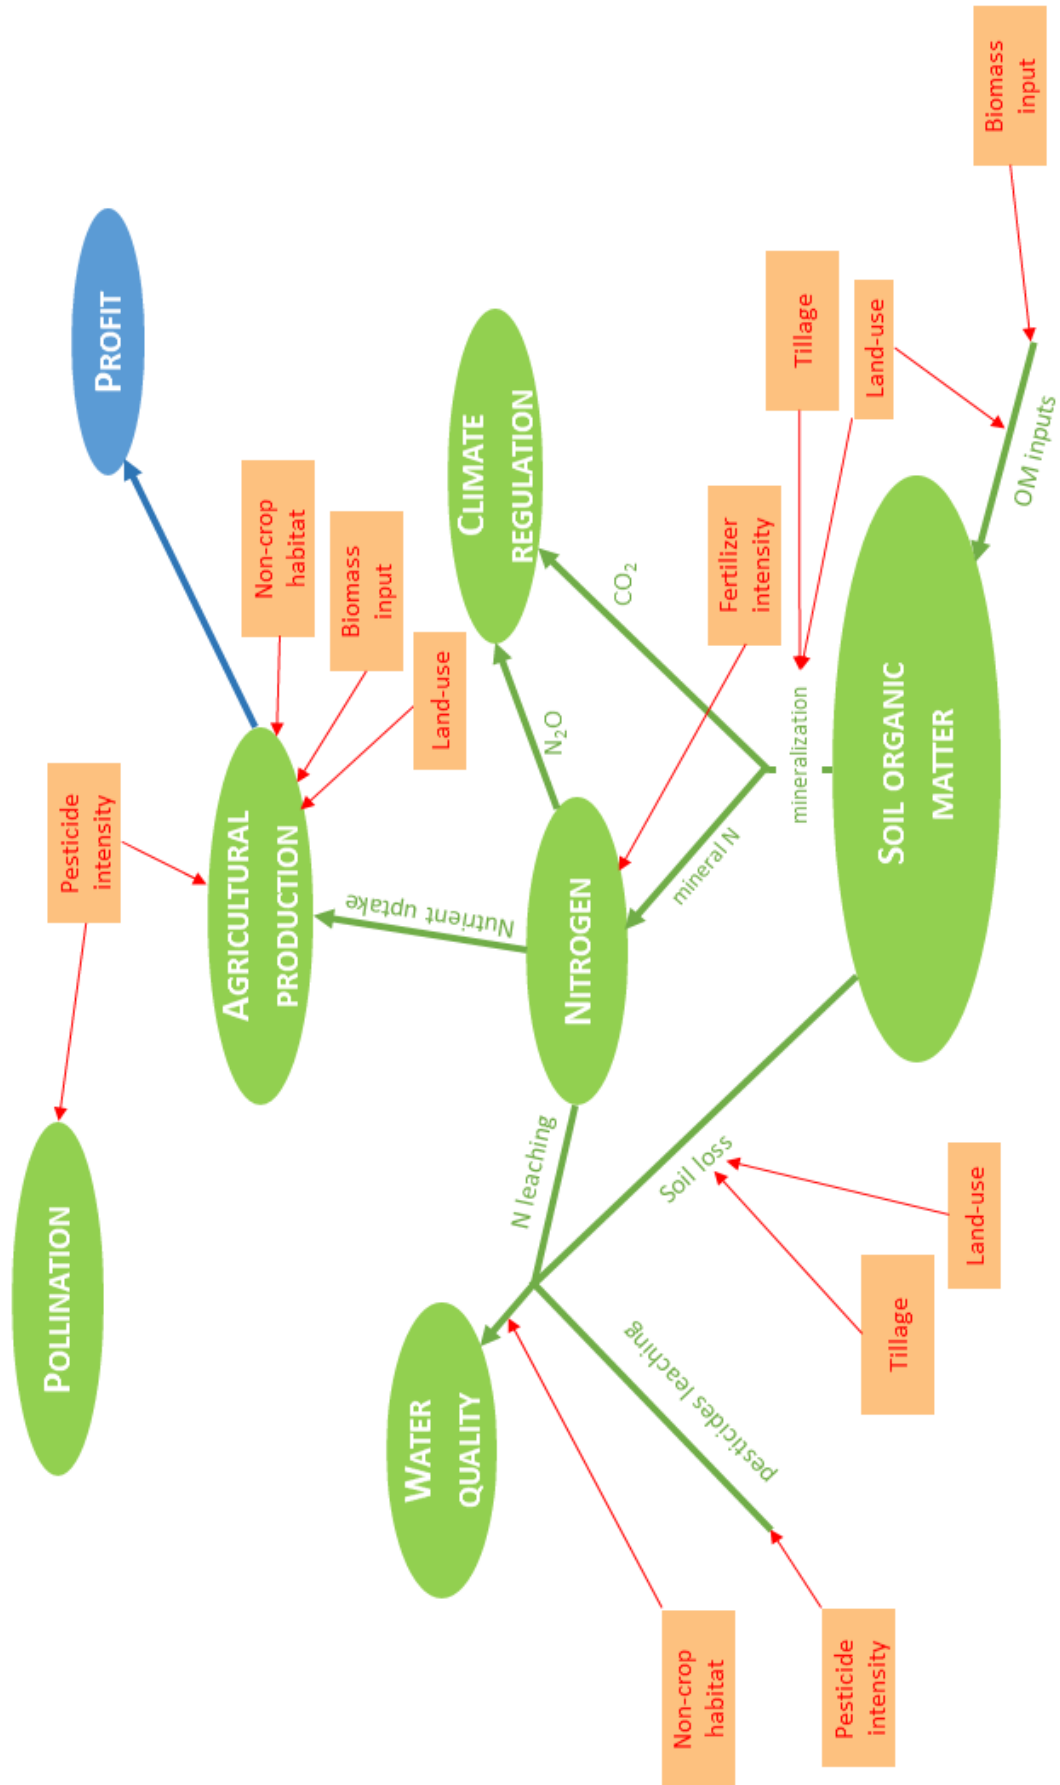 POLLINATION
Pesticide
intensity
PROFIT
AGRICULTURAL
PRODUCTION
Non-crop
habitat
Biomass
input
Land-use
Nutrient uptake
WATER
QUALITY
N leaching
NITROGEN
N₂O
CLIMATE
REGULATION
CO₂
mineral N
Fertilizer
intensity
Tillage
Land-use
mineralization
Non-crop
habitat
Pesticide
intensity
pesticides leaching
Soil loss
Tillage
Land-use
SOIL ORGANIC
MATTER
OM inputs
Biomass
input